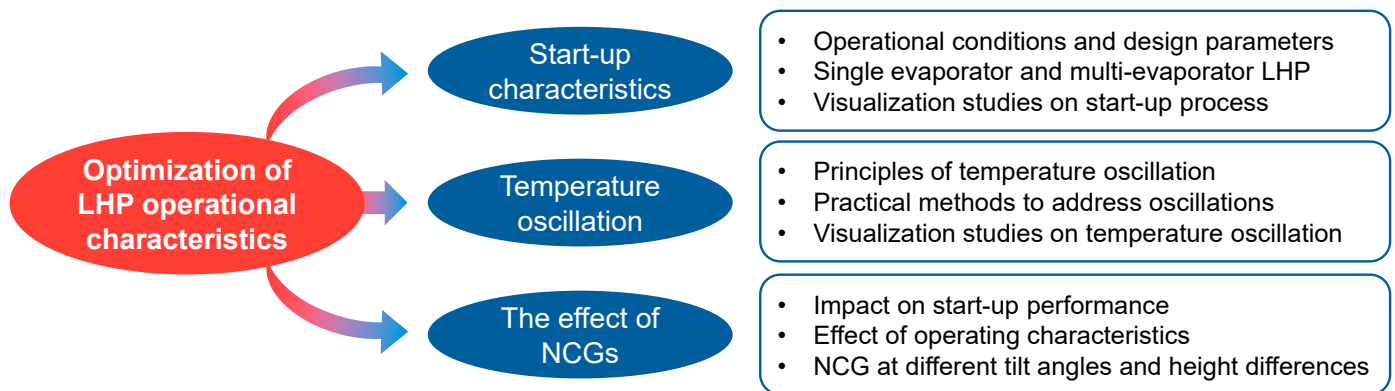 Optimization of
LHP operational
characteristics
Start-up
characteristics
• Operational conditions and design parameters
• Single evaporator and multi-evaporator LHP
• Visualization studies on start-up process
Temperature
oscillation
• Principles of temperature oscillation
• Practical methods to address oscillations
• Visualization studies on temperature oscillation
The effect of
NCGs
• Impact on start-up performance
• Effect of operating characteristics
• NCG at different tilt angles and height differences